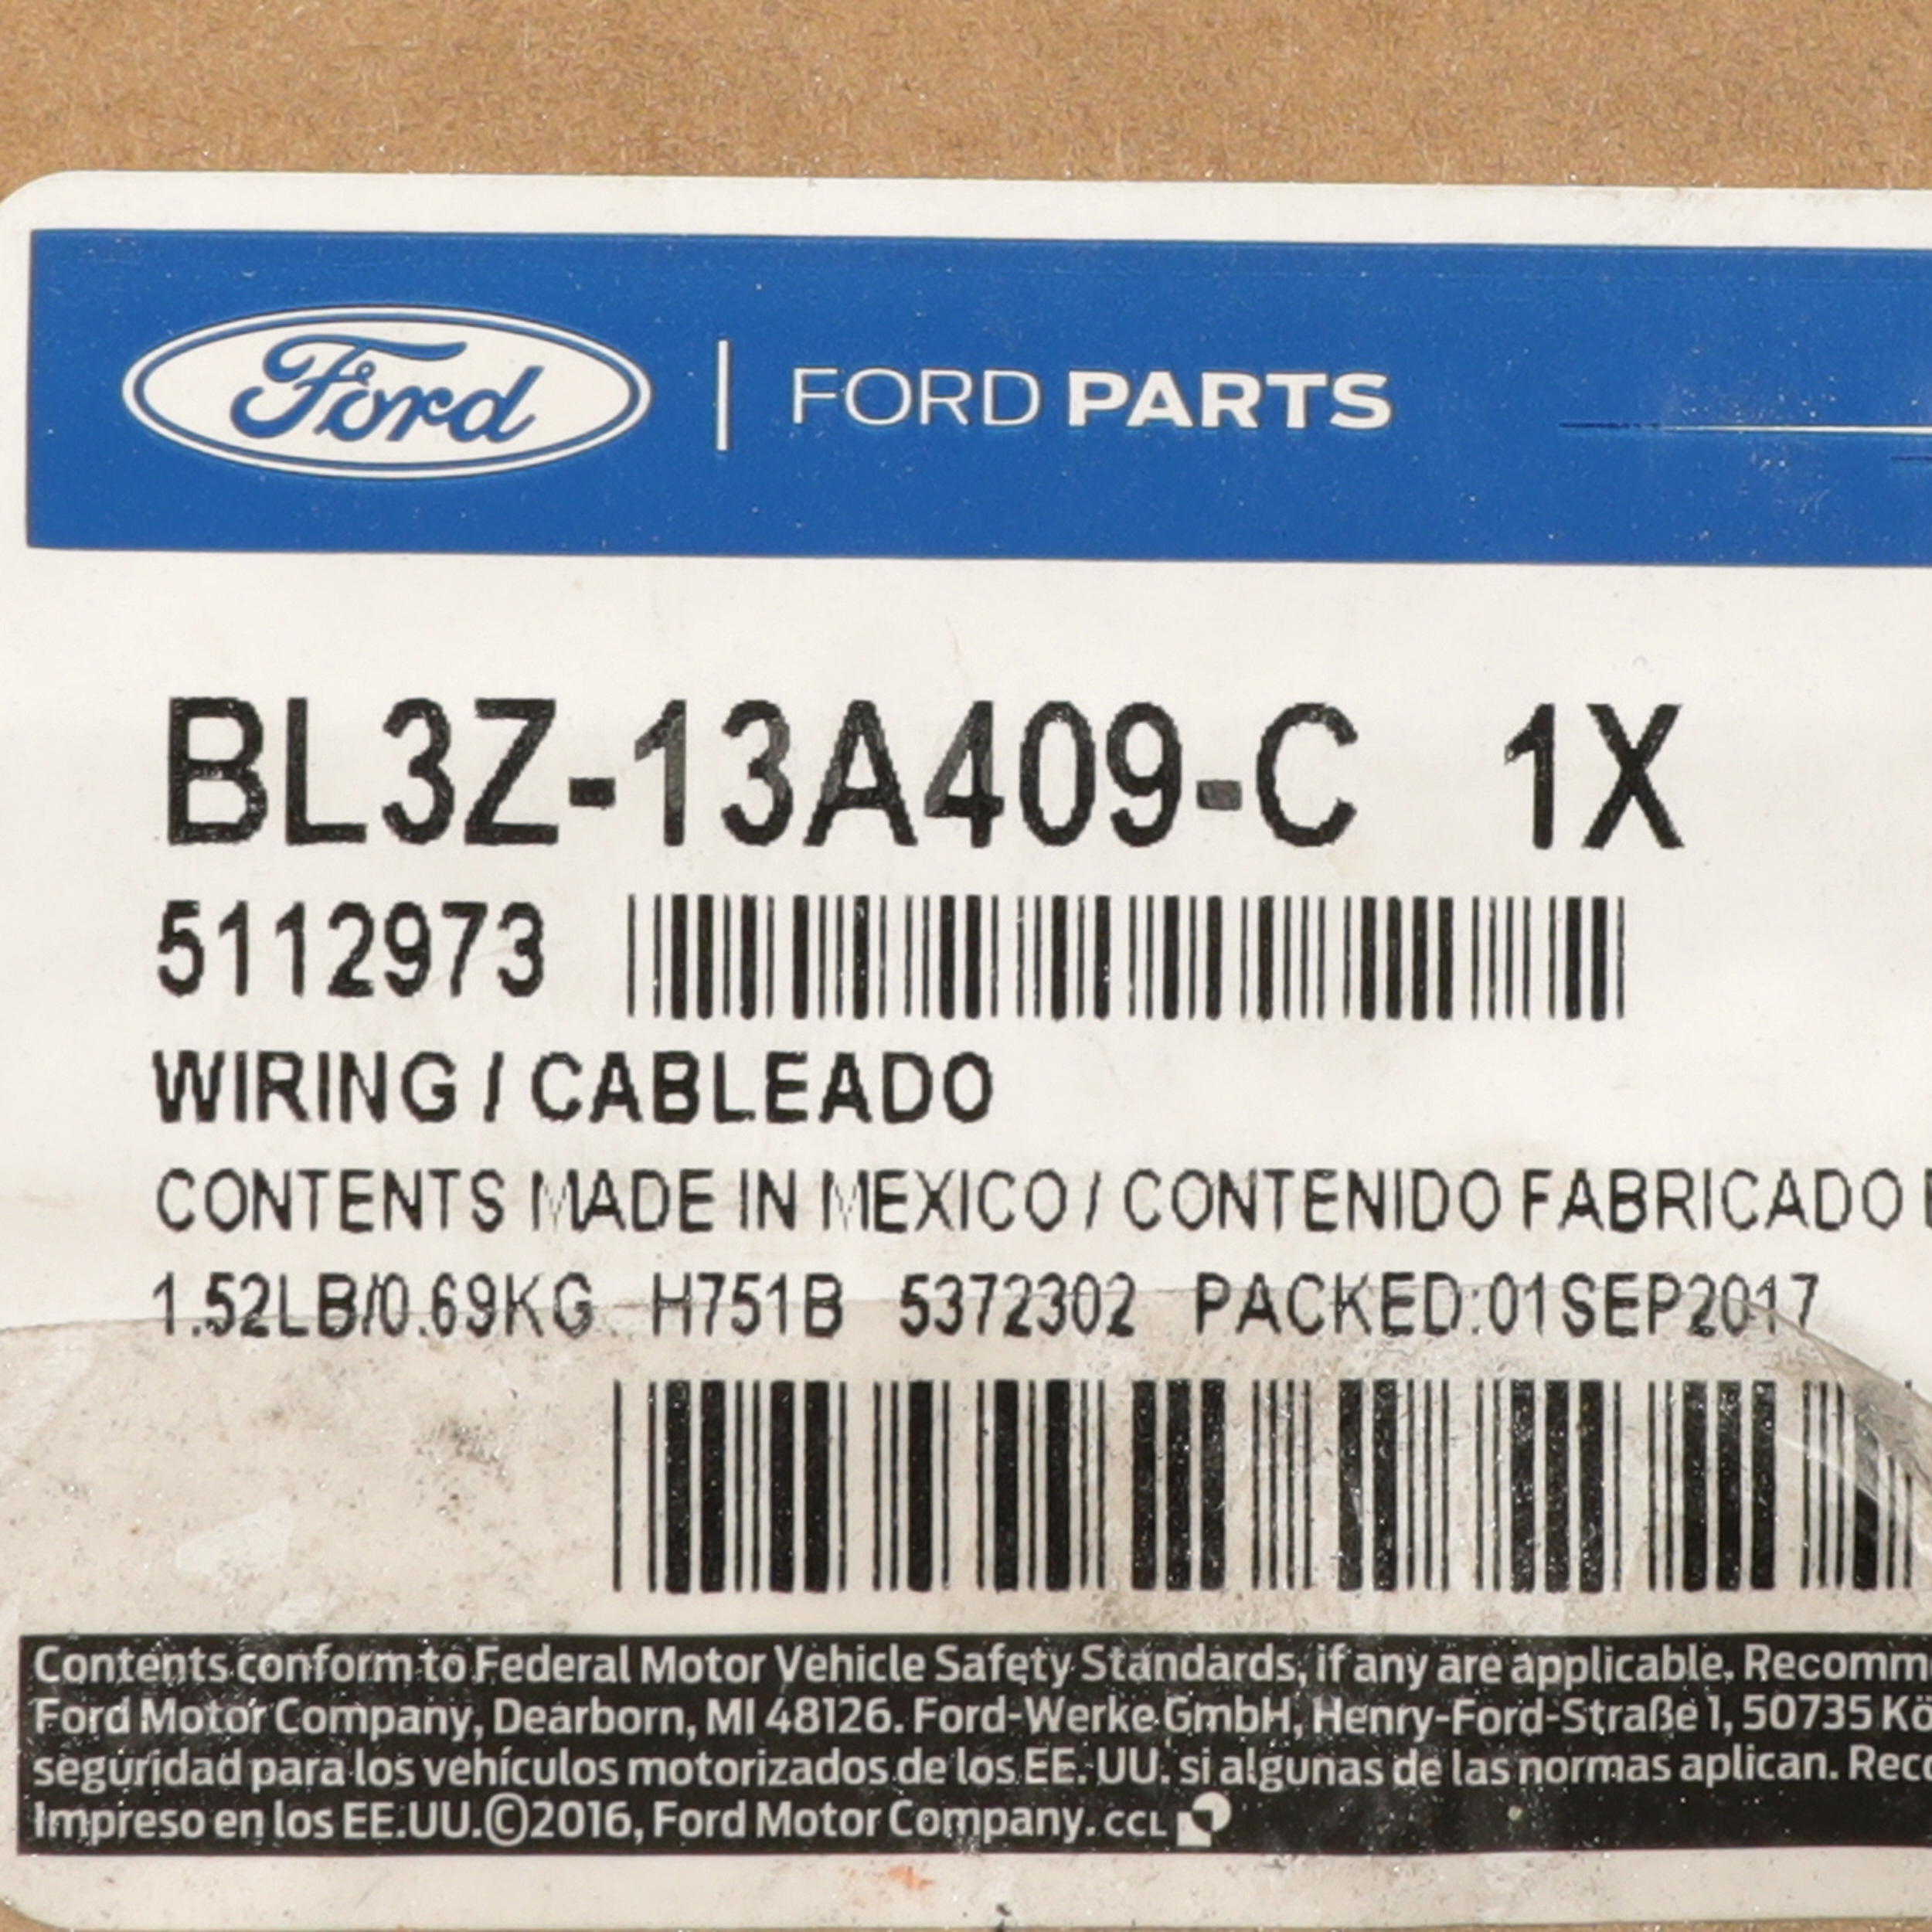 Ford | FORD PARTS
BL3Z-13A409-C 1X
5112973
WIRING / CABLEADO
CONTENTS MADE IN MEXICO / CONTENIDO FABRICADO
1.52LB/0.69KG H751B 5372302 PACKED:01SEP2017
Contents conform to Federal Motor Vehicle Safety Standards, if any are applicable. Recomm
Ford Motor Company, Dearborn, MI 48126. Ford-Werke GmbH, Henry-Ford-Straße 1, 50735 Kö
seguridad para los vehículos motorizados de los EE. UU. si algunas de las normas aplican. Reco
Impreso en los EE.UU.©2016, Ford Motor Company. CCL